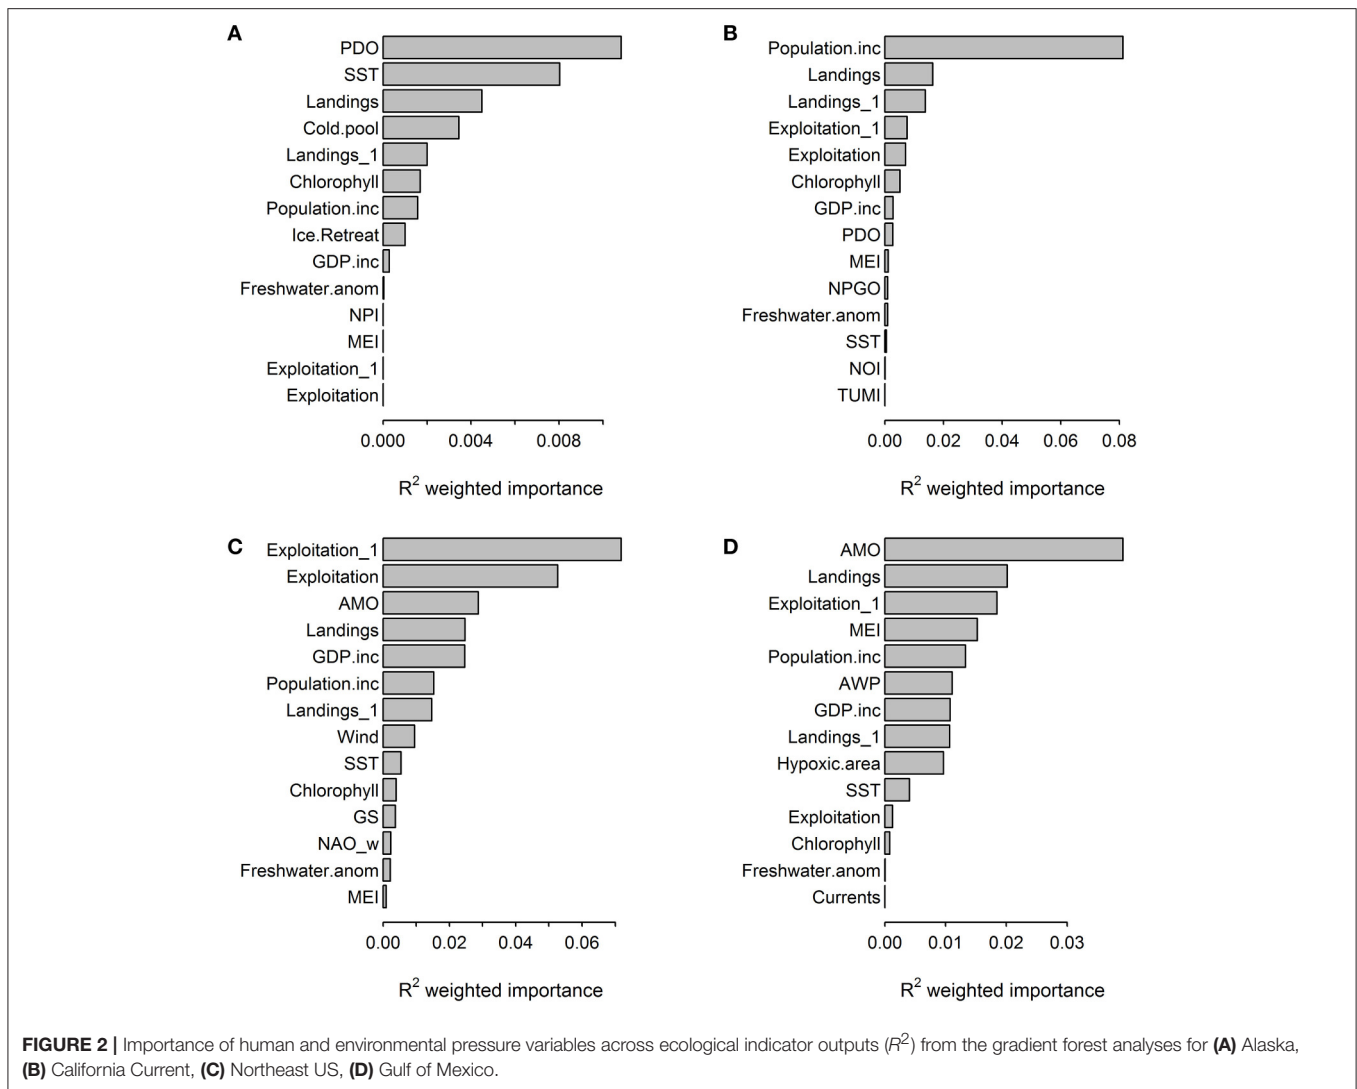 A
PDO
SST
Landings
Cold.pool
Landings_1
Chlorophyll
Population.inc
Ice.Retreat
GDP.inc
Freshwater.anom
NPI
MEI
Exploitation_1
Exploitation
0.000 0.004 0.008
R² weighted importance
B
Population.inc
Landings
Landings_1
Exploitation_1
Exploitation
Chlorophyll
GDP.inc
PDO
MEI
NPGO
Freshwater.anom
SST
NOI
TUMI
0.00 0.02 0.04 0.06 0.08
R² weighted importance
C
Exploitation_1
Exploitation
AMO
Landings
GDP.inc
Population.inc
Landings_1
Wind
SST
Chlorophyll
GS
NAO_w
Freshwater.anom
MEI
0.00 0.02 0.04 0.06
R² weighted importance
D
AMO
Landings
Exploitation_1
MEI
Population.inc
AWP
GDP.inc
Landings_1
Hypoxic.area
SST
Exploitation
Chlorophyll
Freshwater.anom
Currents
0.00 0.01 0.02 0.03
R² weighted importance
FIGURE 2 | Importance of human and environmental pressure variables across ecological indicator outputs (R²) from the gradient forest analyses for (A) Alaska,
(B) California Current, (C) Northeast US, (D) Gulf of Mexico.